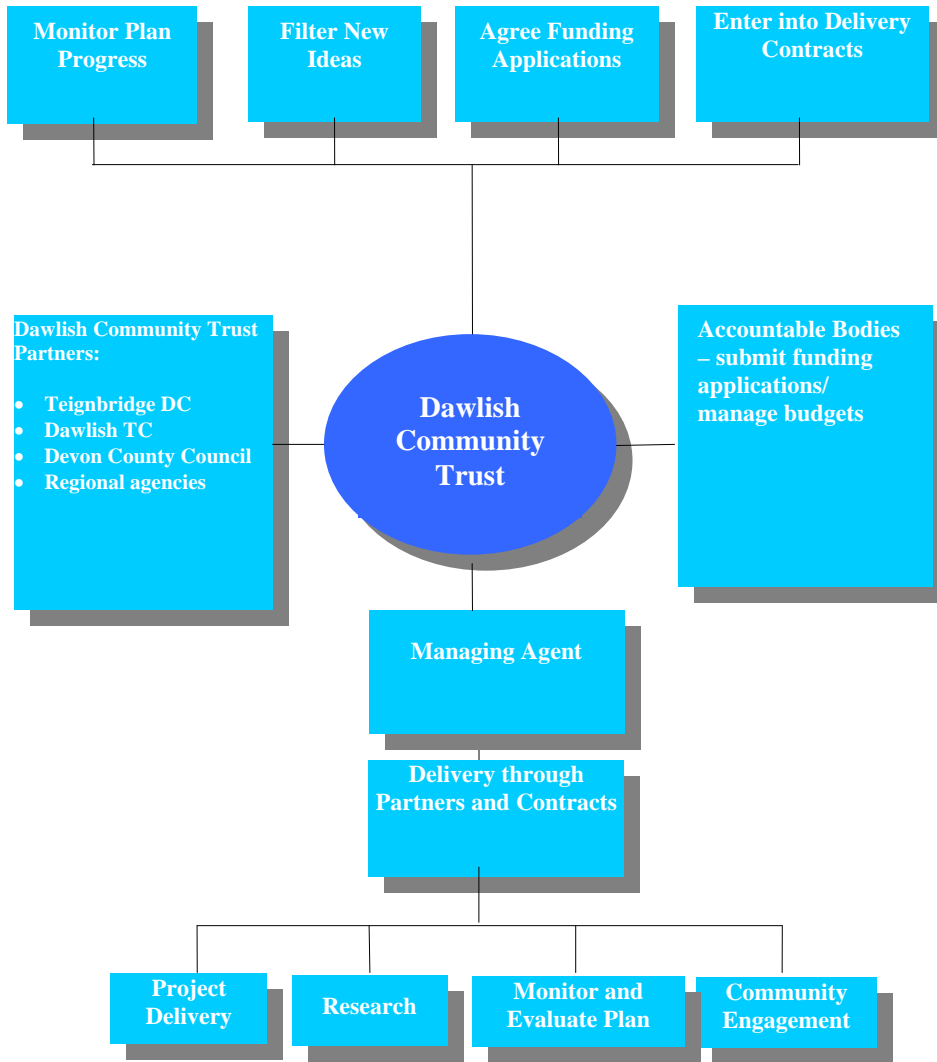 Monitor Plan
Progress
Filter New
Ideas
Agree Funding
Applications
Enter into Delivery
Contracts
Dawlish Community Trust
Partners:
• Teignbridge DC
• Dawlish TC
• Devon County Council
• Regional agencies
Dawlish
Community
Trust
Accountable Bodies
– submit funding
applications/
manage budgets
Managing Agent
Delivery through
Partners and Contracts
Project
Delivery
Research
Monitor and
Evaluate Plan
Community
Engagement